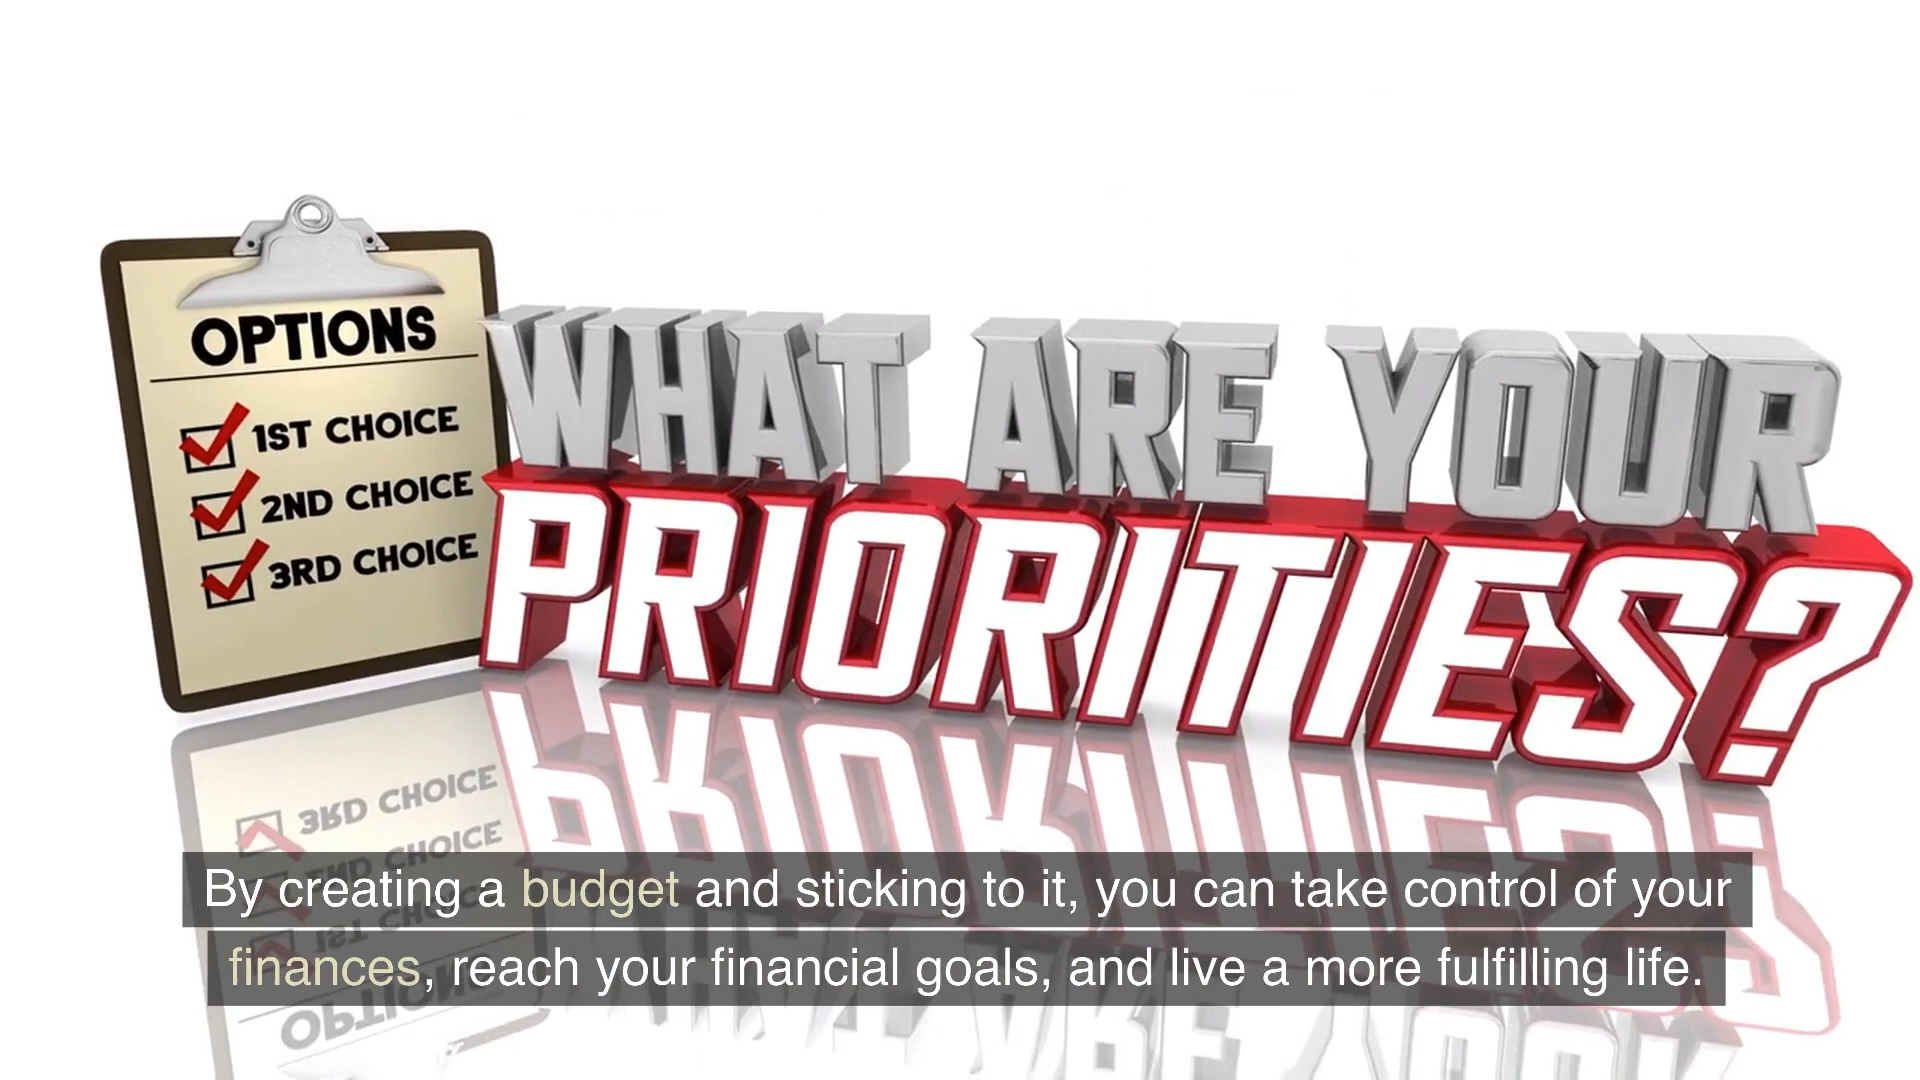 OPTIONS
1ST CHOICE
2ND CHOICE
3RD CHOICE
WHAT ARE YOUR
PRIORITIES?
By creating a budget and sticking to it, you can take control of your
finances, reach your financial goals, and live a more fulfilling life.